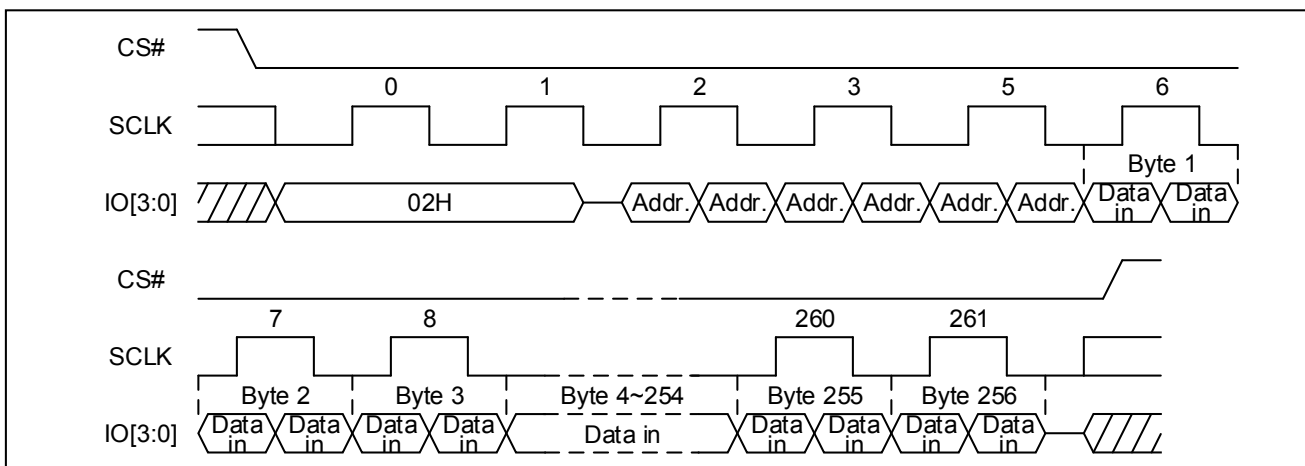 CS#
0 1 2 3 5 6
SCLK
Byte 1
IO[3:0] 02H Addr. Addr. Addr. Addr. Addr. Addr. Data in Data in
CS#
7 8 260 261
SCLK
Byte 2 Byte 3 Byte 4~254 Byte 255 Byte 256
IO[3:0] Data in Data in Data in Data in Data in Data in Data in Data in Data in